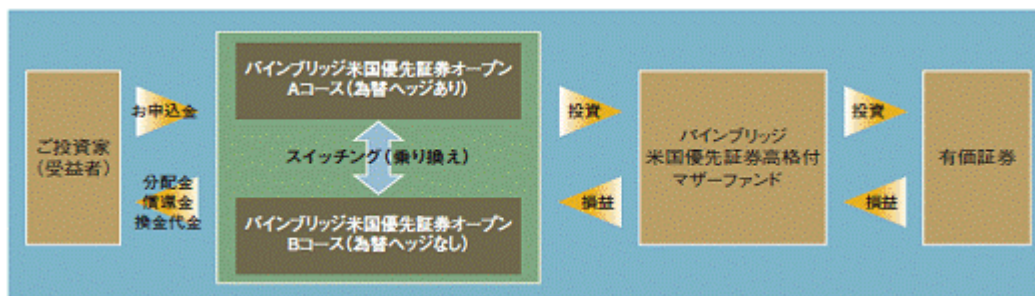 ご投資家
(受益者)
お申込金
分配金
償還金
換金代金
パインブリッジ米国優先証券オープン
Aコース(為替ヘッジあり)
スイッチング(乗り換え)
パインブリッジ米国優先証券オープン
Bコース(為替ヘッジなし)
投資
損益
パインブリッジ
米国優先証券高格付
マザーファンド
投資
損益
有価証券